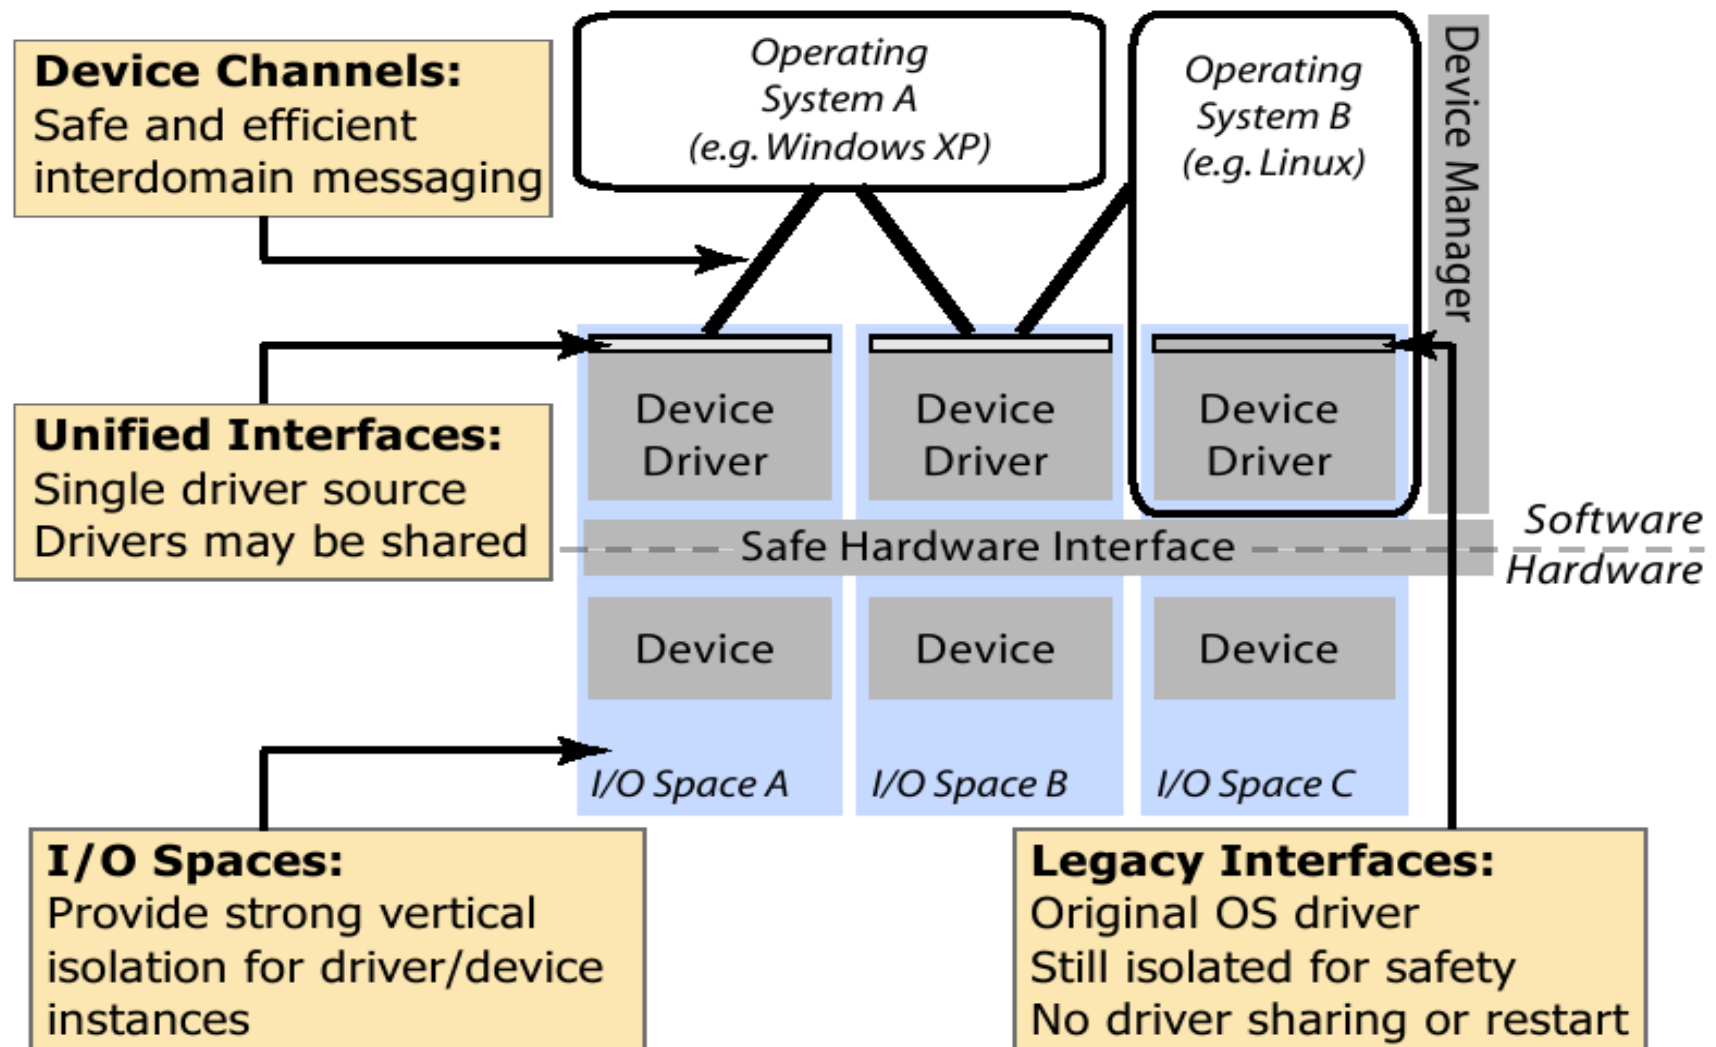 Device Channels:
Safe and efficient
interdomain messaging
Operating
System A
(e.g. Windows XP)
Operating
System B
(e.g. Linux)
Device Manager
Unified Interfaces:
Single driver source
Drivers may be shared
Device
Driver
Device
Driver
Device
Driver
Safe Hardware Interface
Software
Hardware
Device
Device
Device
I/O Space A
I/O Space B
I/O Space C
I/O Spaces:
Provide strong vertical
isolation for driver/device
instances
Legacy Interfaces:
Original OS driver
Still isolated for safety
No driver sharing or restart